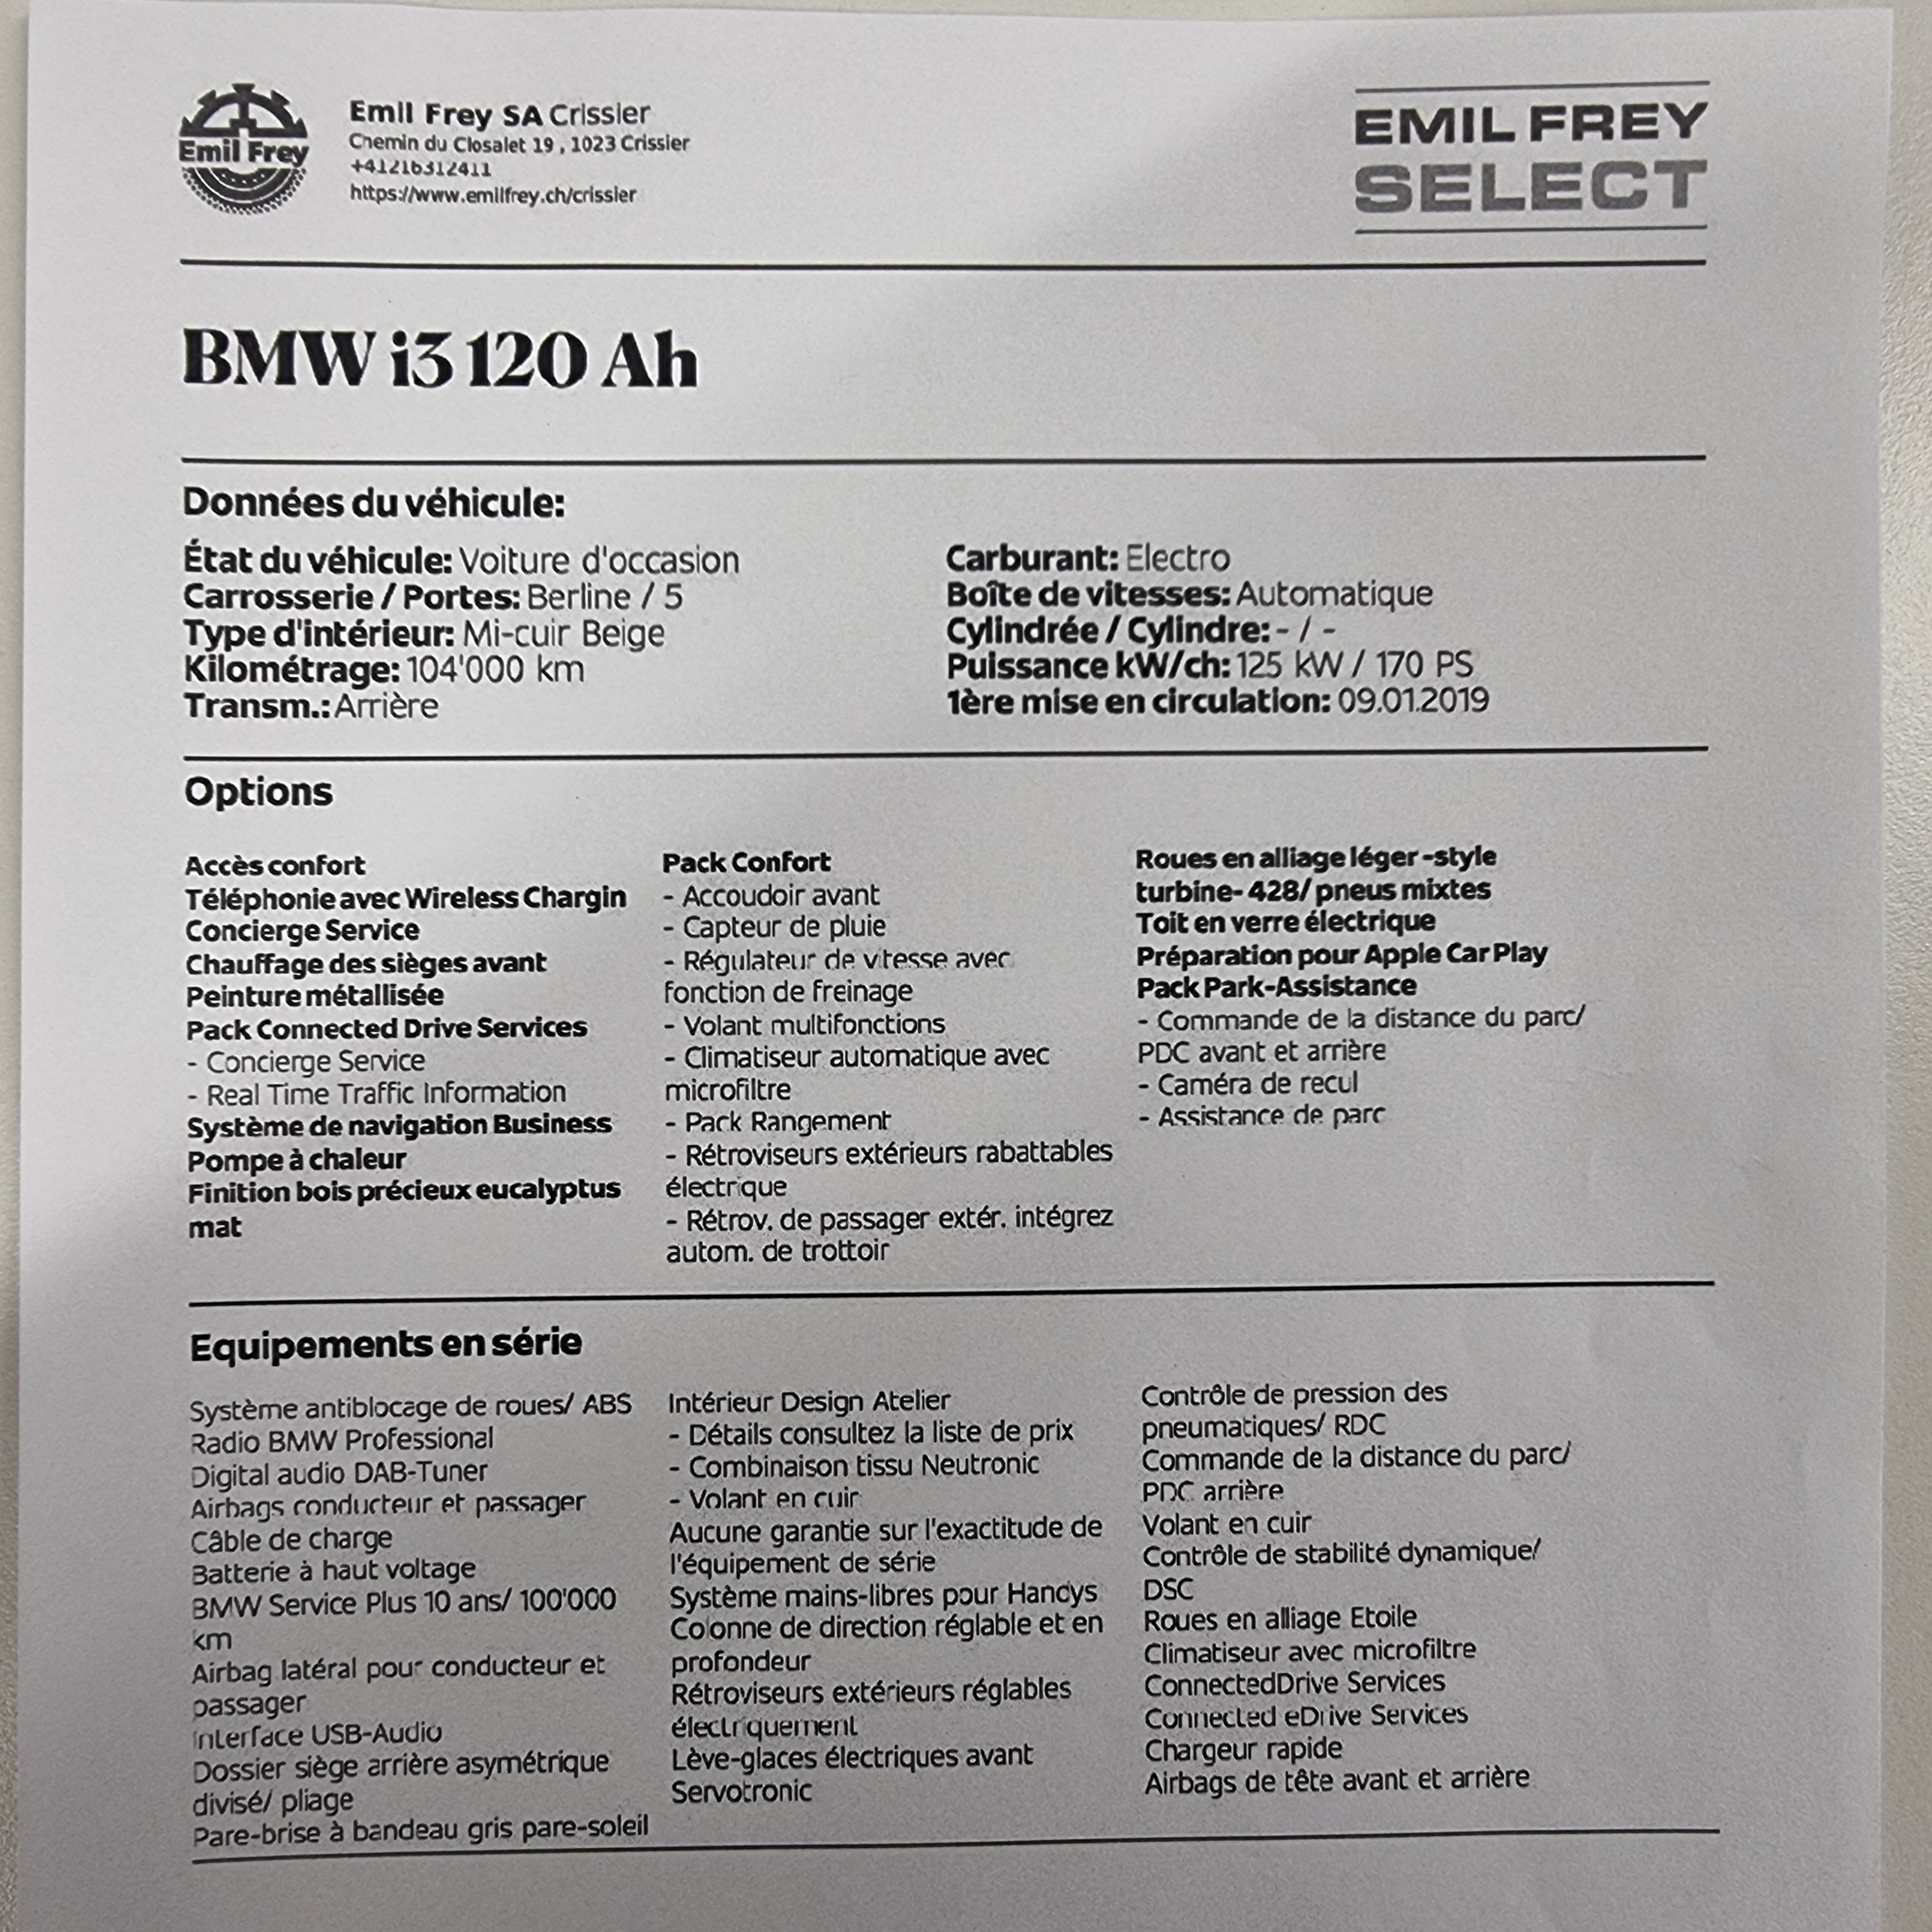 Emil Frey
Emil Frey SA Crissier
Chemin du Closalet 19 , 1023 Crissier
+41216312411
https://www.emilfrey.ch/crissier
EMIL FREY
SELECT
BMW i3 120 Ah
Données du véhicule:
État du véhicule: Voiture d'occasion
Carrosserie / Portes: Berline / 5
Type d'intérieur: Mi-cuir Beige
Kilométrage: 104'000 km
Transm.: Arrière
Carburant: Electro
Boîte de vitesses: Automatique
Cylindrée / Cylindre: - / -
Puissance kW/ch: 125 kW / 170 PS
1ère mise en circulation: 09.01.2019
Options
Accès confort
Téléphonie avec Wireless Chargin
Concierge Service
Chauffage des sièges avant
Peinture métallisée
Pack Connected Drive Services
- Concierge Service
- Real Time Traffic Information
Système de navigation Business
Pompe à chaleur
Finition bois précieux eucalyptus
mat
Pack Confort
- Accoudoir avant
- Capteur de pluie
- Régulateur de vitesse avec
fonction de freinage
- Volant multifonctions
- Climatiseur automatique avec
microfiltre
- Pack Rangement
- Rétroviseurs extérieurs rabattables
électrique
- Rétrov. de passager extér. intégrez
autom. de trottoir
Roues en alliage léger -style
turbine- 428/ pneus mixtes
Toit en verre électrique
Préparation pour Apple Car Play
Pack Park-Assistance
- Commande de la distance du parc/
PDC avant et arrière
- Caméra de recul
- Assistance de parc
Equipements en série
Système antiblocage de roues/ ABS
Radio BMW Professional
Digital audio DAB-Tuner
Airbags conducteur et passager
Câble de charge
Batterie à haut voltage
BMW Service Plus 10 ans/ 100'000
km
Airbag latéral pour conducteur et
passager
Interface USB-Audio
Dossier siège arrière asymétrique
divisé/ pliage
Pare-brise à bandeau gris pare-soleil
Intérieur Design Atelier
- Détails consultez la liste de prix
- Combinaison tissu Neutronic
- Volant en cuir
Aucune garantie sur l'exactitude de
l'équipement de série
Système mains-libres pour Handys
Colonne de direction réglable et en
profondeur
Rétroviseurs extérieurs réglables
électriquement
Lève-glaces électriques avant
Servotronic
Contrôle de pression des
pneumatiques/ RDC
Commande de la distance du parc/
PDC arrière
Volant en cuir
Contrôle de stabilité dynamique/
DSC
Roues en alliage Etoile
Climatiseur avec microfiltre
ConnectedDrive Services
Connected eDrive Services
Chargeur rapide
Airbags de tête avant et arrière